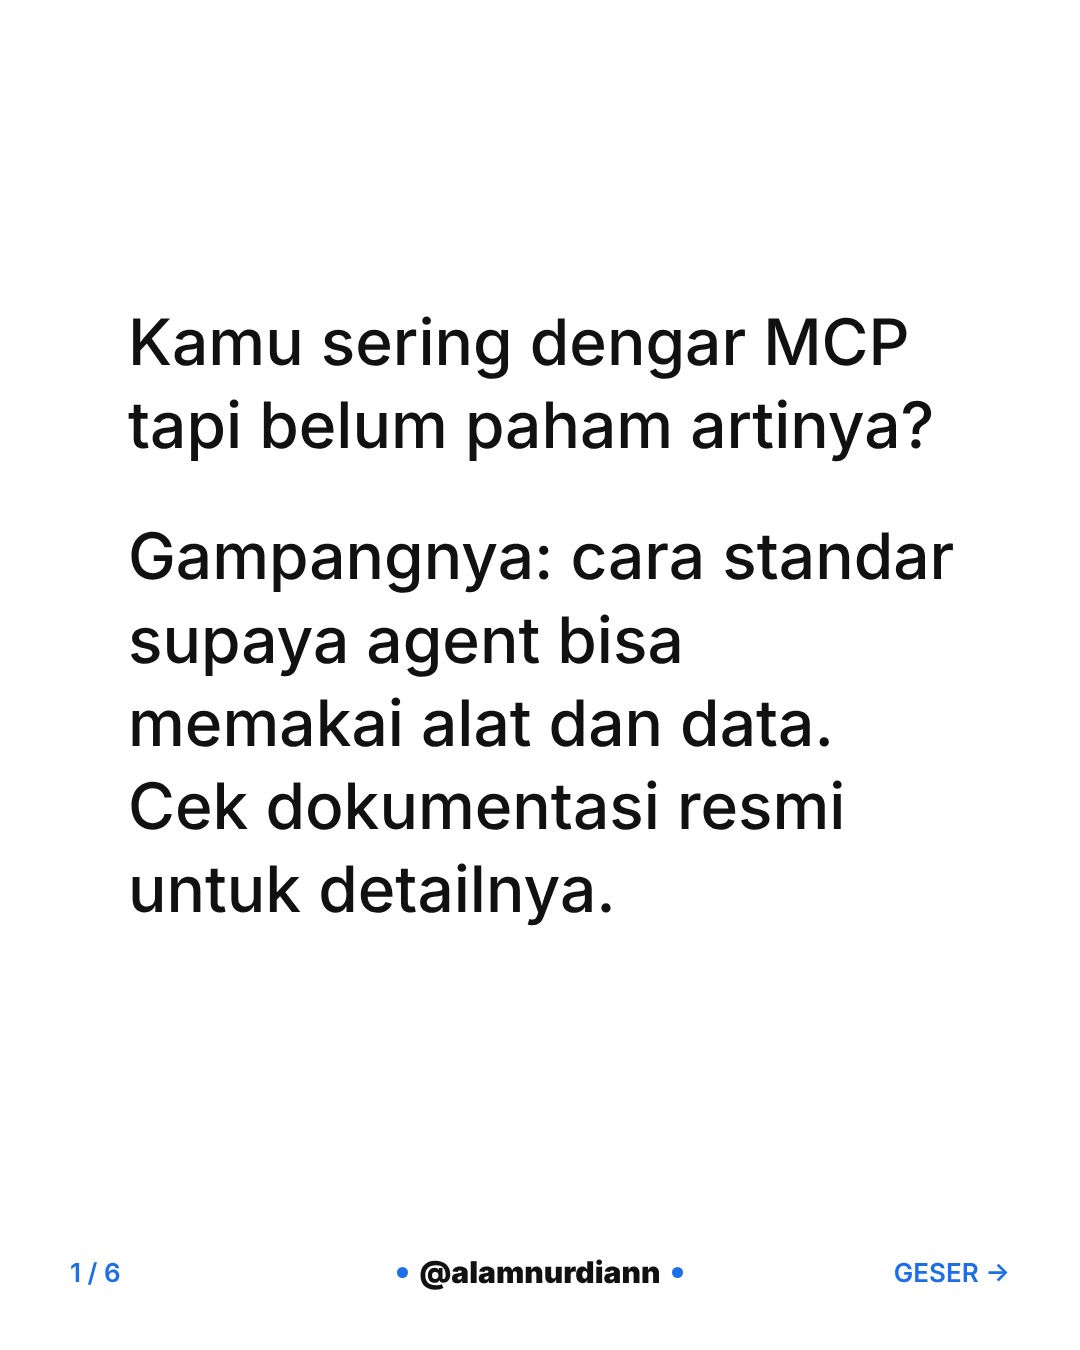 Kamu sering dengar MCP
tapi belum paham artinya?
Gampangnya: cara standar
supaya agent bisa
memakai alat dan data.
Cek dokumentasi resmi
untuk detailnya.
1 / 6
• @alamnurdiann •
GESER →